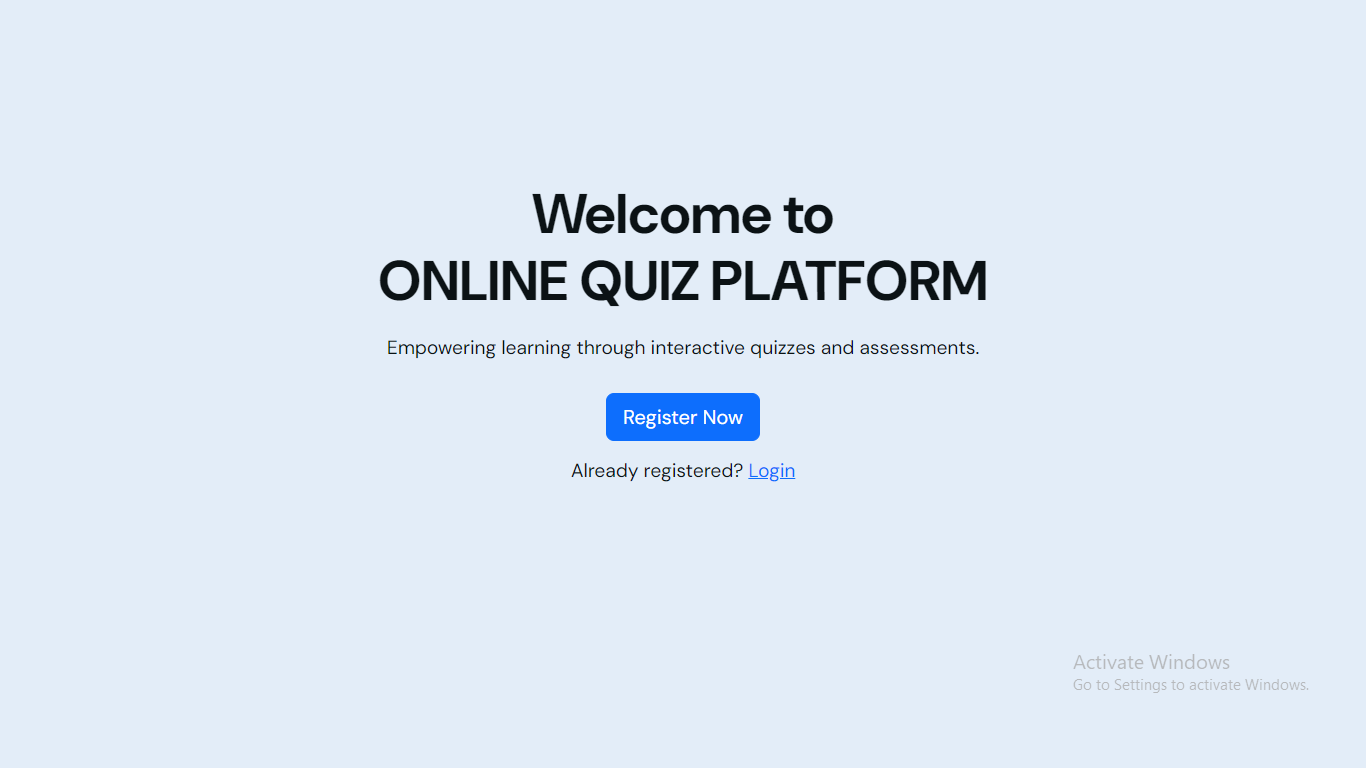 Welcome to
ONLINE QUIZ PLATFORM
Empowering learning through interactive quizzes and assessments.
Register Now
Already registered? Login
Activate Windows
Go to Settings to activate Windows.